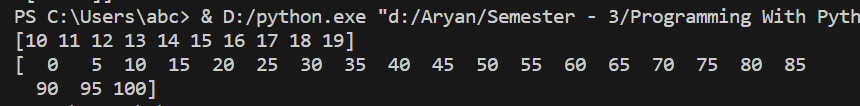 PS C:\Users\abc> & D:/python.exe "d:/Aryan/Semester - 3/Programming With Pyth
[10 11 12 13 14 15 16 17 18 19]
[  0   5  10  15  20  25  30  35  40  45  50  55  60  65  70  75  80  85
  90  95 100]